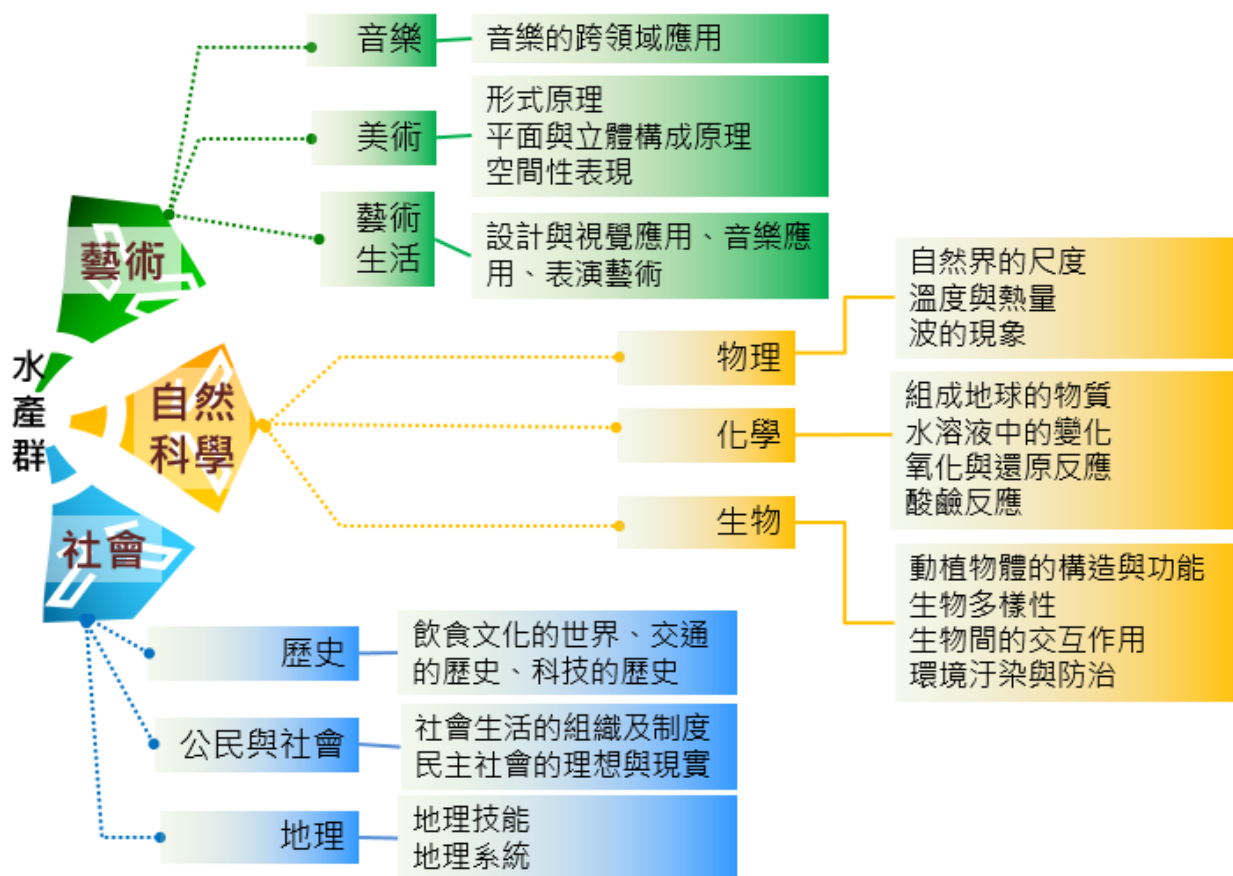 水
產
群
藝術
音樂
音樂的跨領域應用
美術
形式原理
平面與立體構成原理
空間性表現
藝術
生活
設計與視覺應用、音樂應
用、表演藝術
自然
科學
物理
自然界的尺度
溫度與熱量
波的現象
化學
組成地球的物質
水溶液中的變化
氧化與還原反應
酸鹼反應
生物
動植物體的構造與功能
生物多樣性
生物間的交互作用
環境汙染與防治
社會
歷史
飲食文化的世界、交通
的歷史、科技的歷史
公民與社會
社會生活的組織及制度
民主社會的理想與現實
地理
地理技能
地理系統